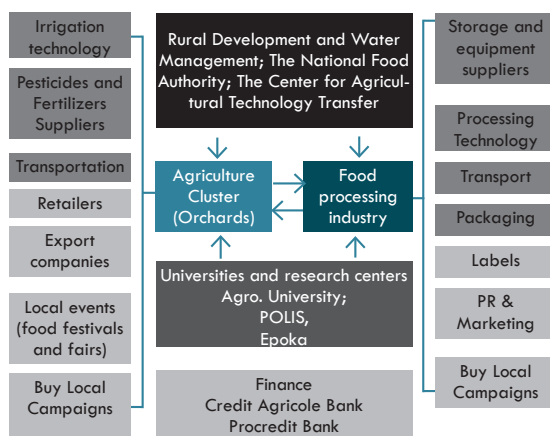 Irrigation
technology
Pesticides and
Fertilizers
Suppliers
Transportation
Retailers
Export
companies
Local events
(food festivals
and fairs)
Buy Local
Campaigns
Rural Development and Water
Management; The National Food
Authority; The Center for Agricul-
tural Technology Transfer
Agriculture
Cluster
(Orchards)
Food
processing
industry
Universities and research centers
Agro. University;
POLIS,
Epoka
Finance
Credit Agricole Bank
Procredit Bank
Storage and
equipment
suppliers
Processing
Technology
Transport
Packaging
Labels
PR &
Marketing
Buy Local
Campaigns